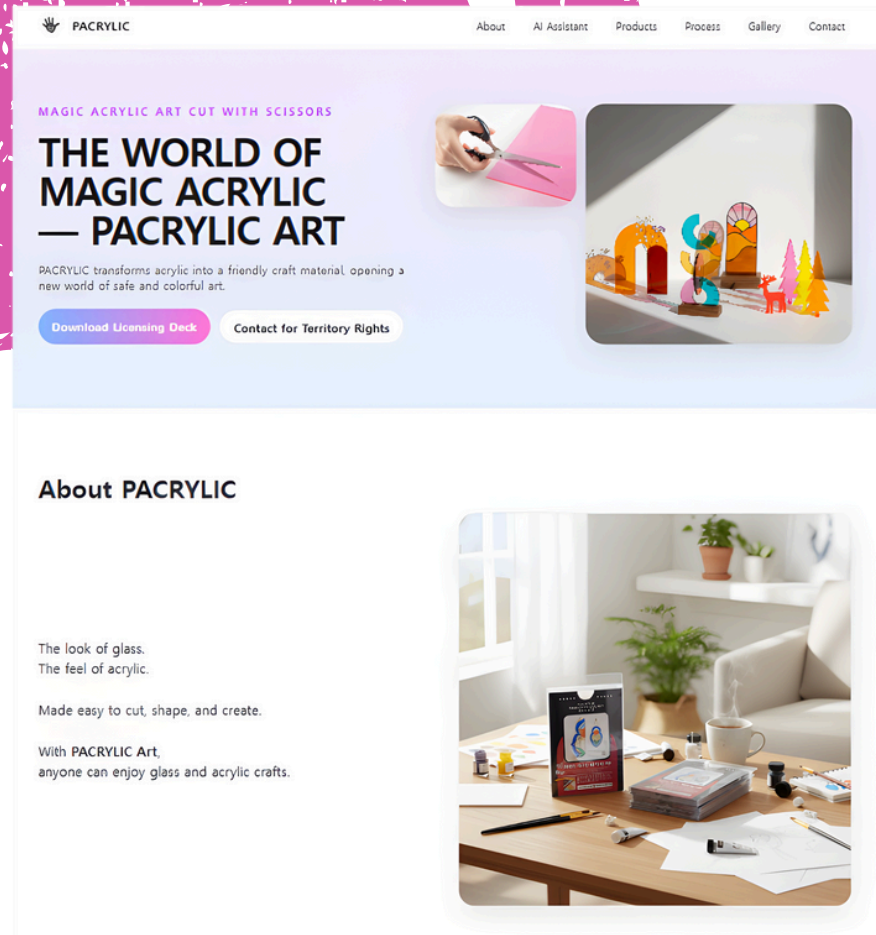 PACRYLIC
About
AI Assistant
Products
Process
Gallery
Contact
MAGIC ACRYLIC ART CUT WITH SCISSORS
THE WORLD OF
MAGIC ACRYLIC
— PACRYLIC ART
PACRYLIC transforms acrylic into a friendly craft material, opening a
new world of safe and colorful art.
Download Licensing Deck
Contact for Territory Rights
About PACRYLIC
The look of glass.
The feel of acrylic.
Made easy to cut, shape, and create.
With PACRYLIC Art,
anyone can enjoy glass and acrylic crafts.